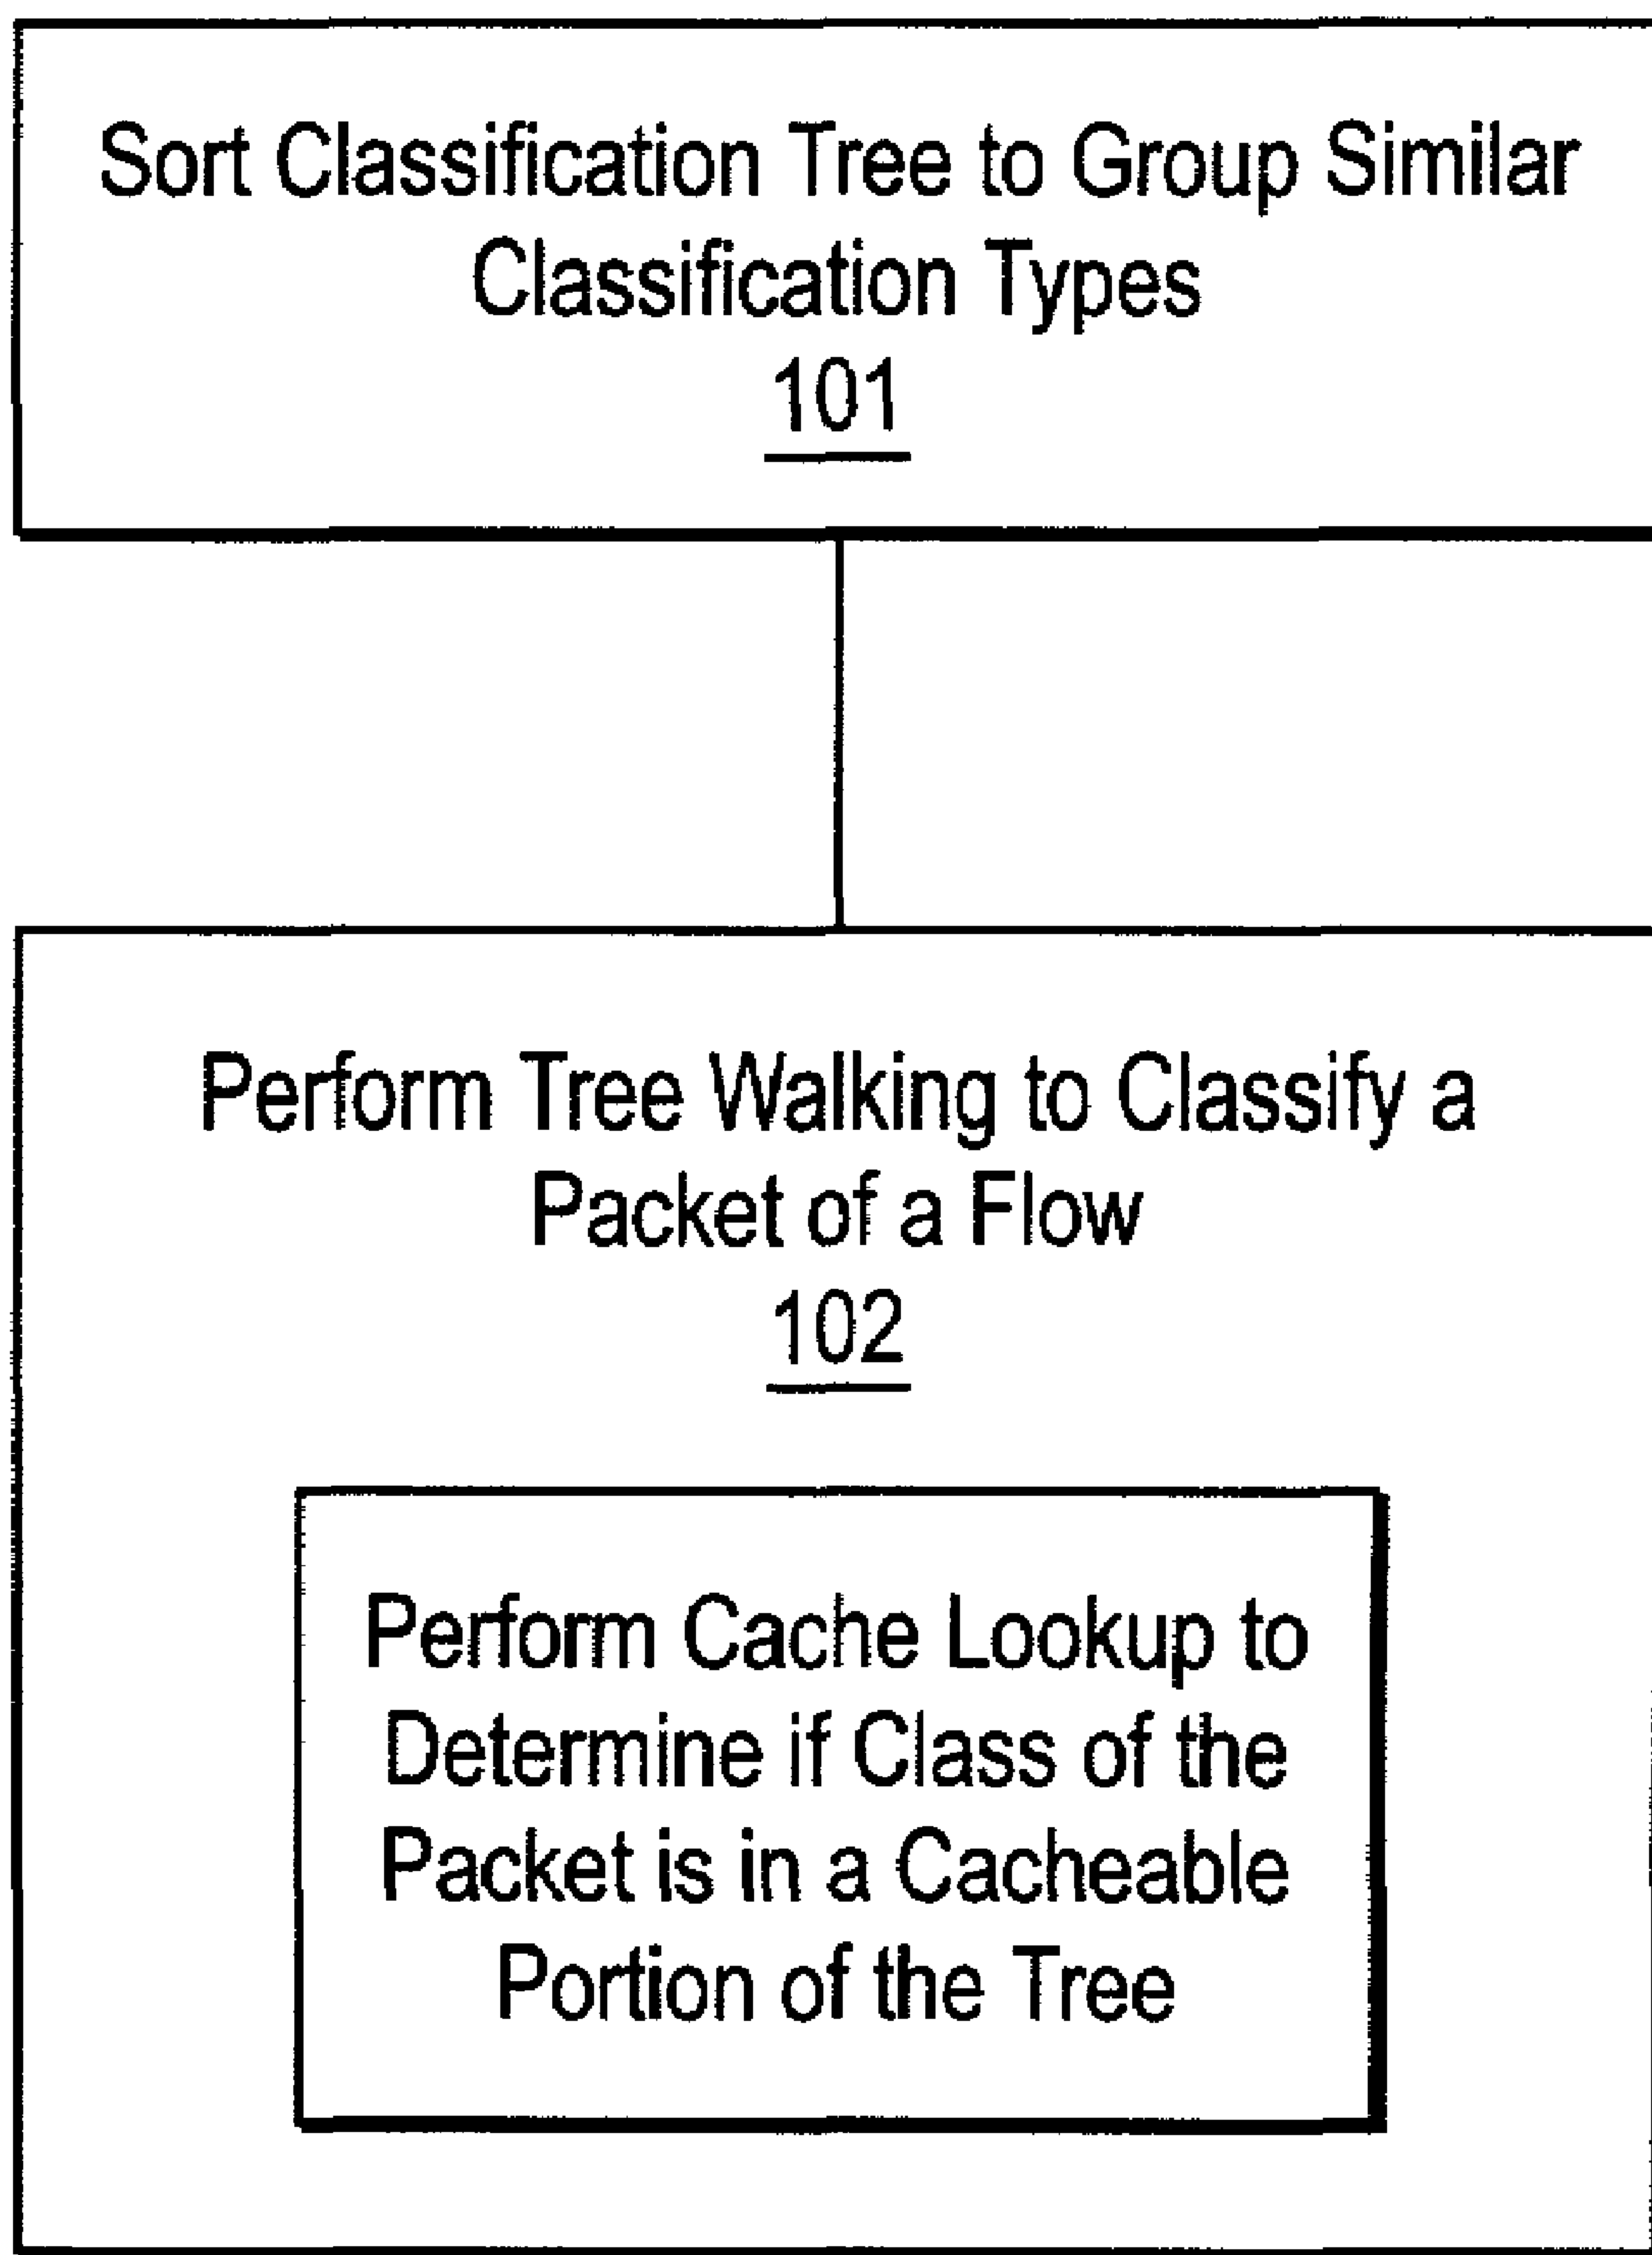 Sort Classification Tree to Group Similar
Classification Types
101
Perform Tree Walking to Classify a
Packet of a Flow
102
Perform Cache Lookup to
Determine if Class of the
Packet is in a Cacheable
Portion of the Tree